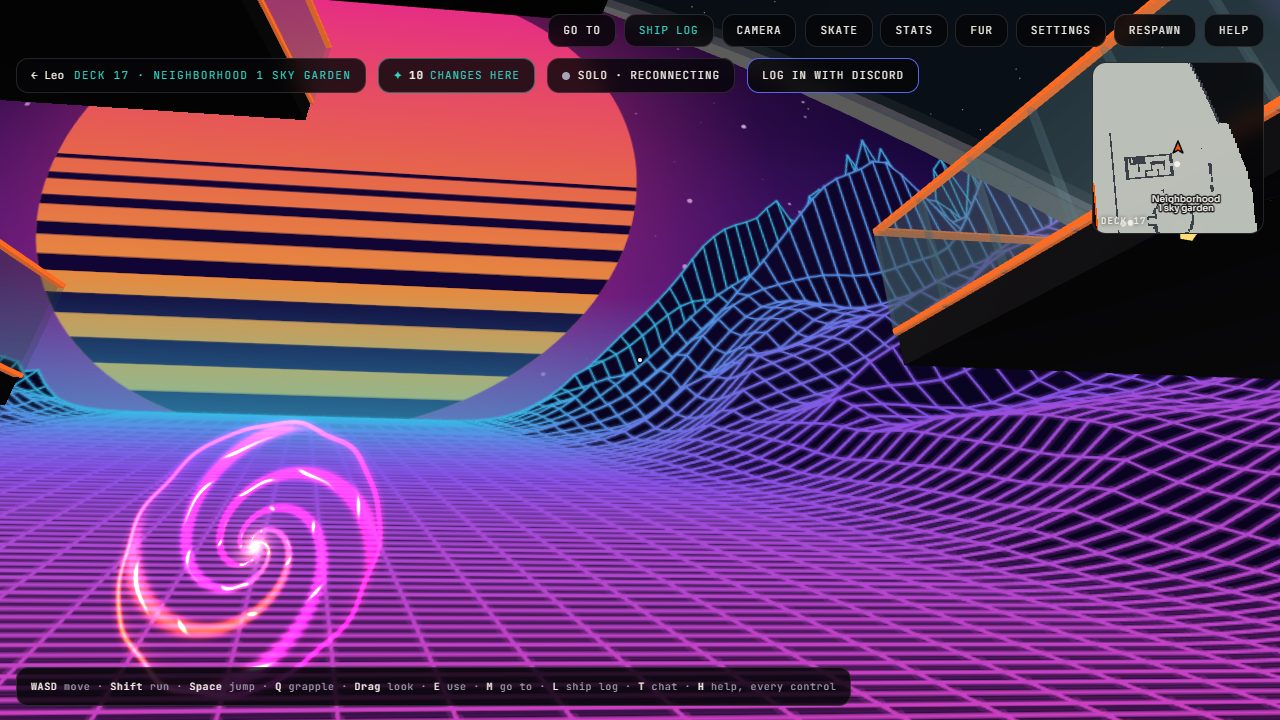 GO TO
SHIP LOG
CAMERA
SKATE
STATS
FUR
SETTINGS
RESPAWN
HELP
← Leo DECK 17 · NEIGHBORHOOD 1 SKY GARDEN
✦ 10 CHANGES HERE
SOLO · RECONNECTING
LOG IN WITH DISCORD
Neighborhood
1 sky garden
DECK 17
WASD move · Shift run · Space jump · Q grapple · Drag look · E use · M go to · L ship log · T chat · H help, every control